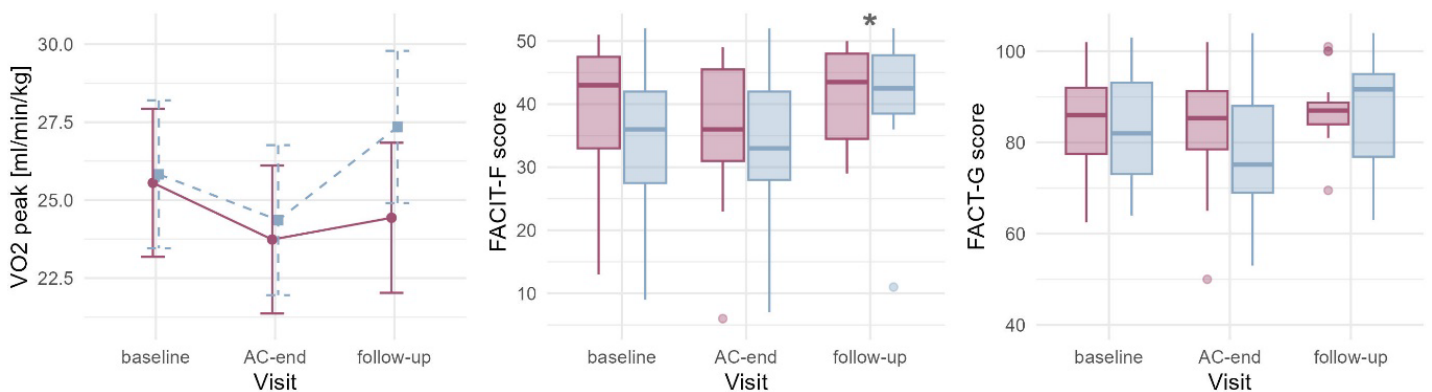 VO2 peak [ml/min/kg]
30.0
27.5
25.0
22.5
baseline
AC-end
follow-up
Visit
FACIT-F score
50
40
30
20
10
*
baseline
AC-end
follow-up
Visit
FACT-G score
100
80
60
40
baseline
AC-end
follow-up
Visit